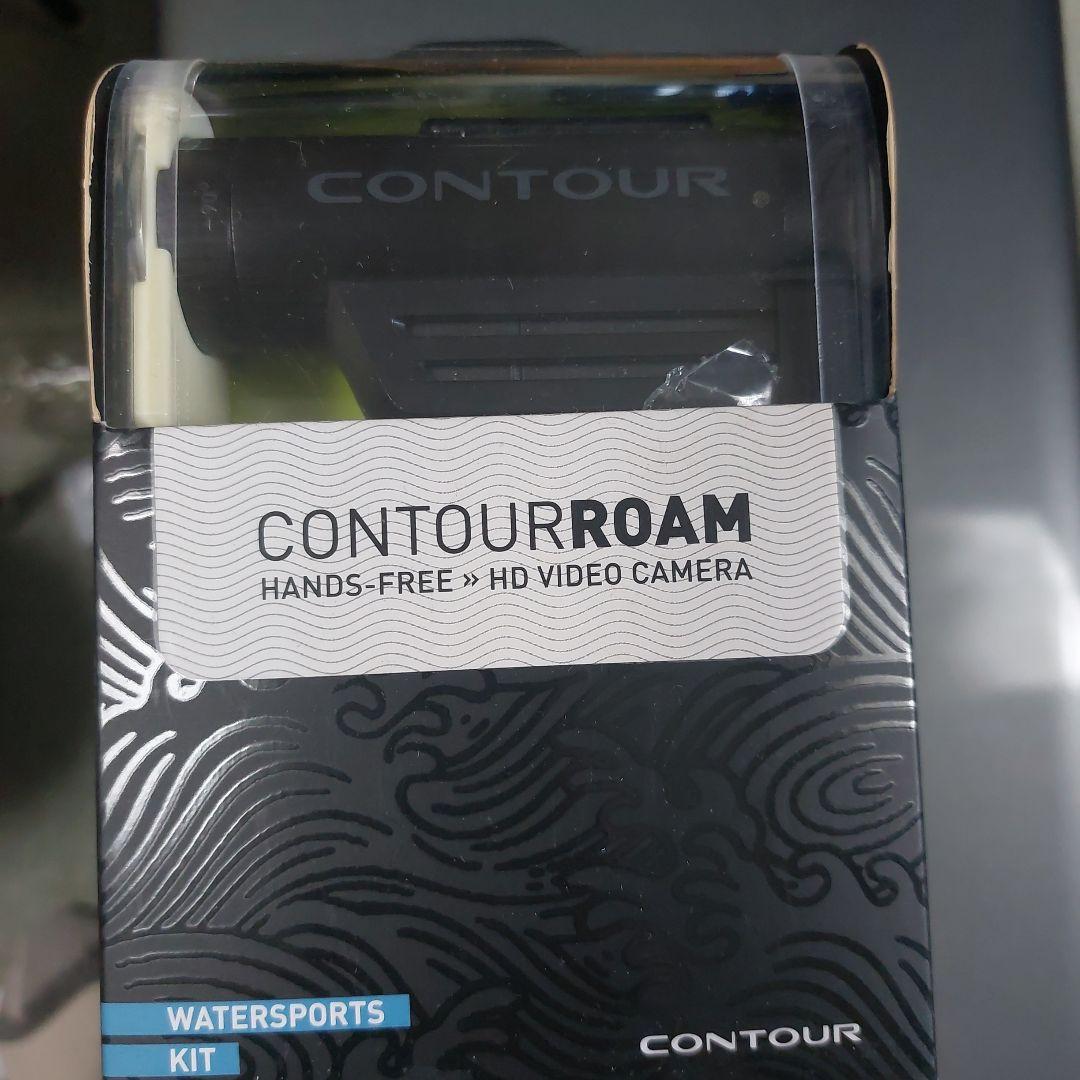 CONTOUR
CONTOURROAM
HANDS-FREE » HD VIDEO CAMERA
WATERSPORTS
KIT
CONTOUR